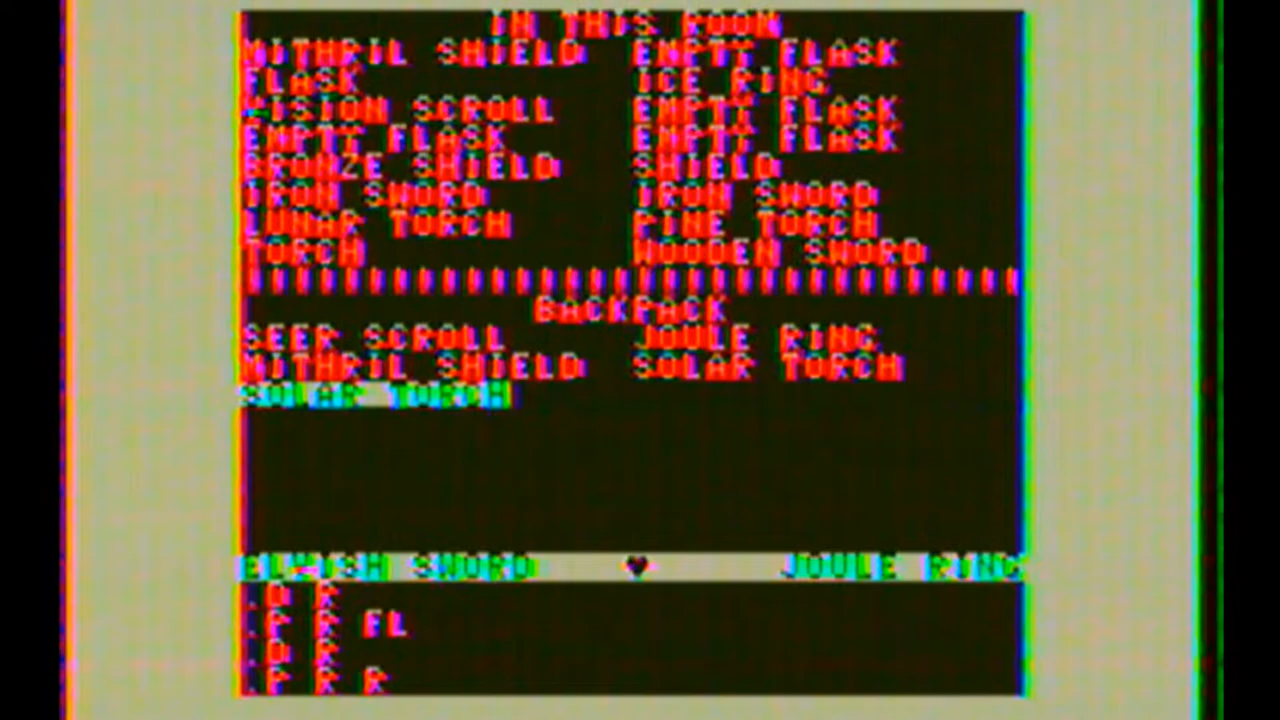 IN THIS ROOM
MITHRIL SHIELD EMPTY FLASK
FLASK ICE RING
VISION SCROLL EMPTY FLASK
EMPTY FLASK EMPTY FLASK
BRONZE SHIELD SHIELD
IRON SWORD IRON SWORD
LUNAR TORCH PINE TORCH
TORCH WOODEN SWORD
!!!!!!!!!!!!!!!!!!!!!!!!!!!!!!!!
BACKPACK
SEER SCROLL JOULE RING
MITHRIL SHIELD SOLAR TORCH
SOLAR TORCH
ELVISH SWORD ♥ JOULE RING
.D R
.P R FL
.D R
.P R R